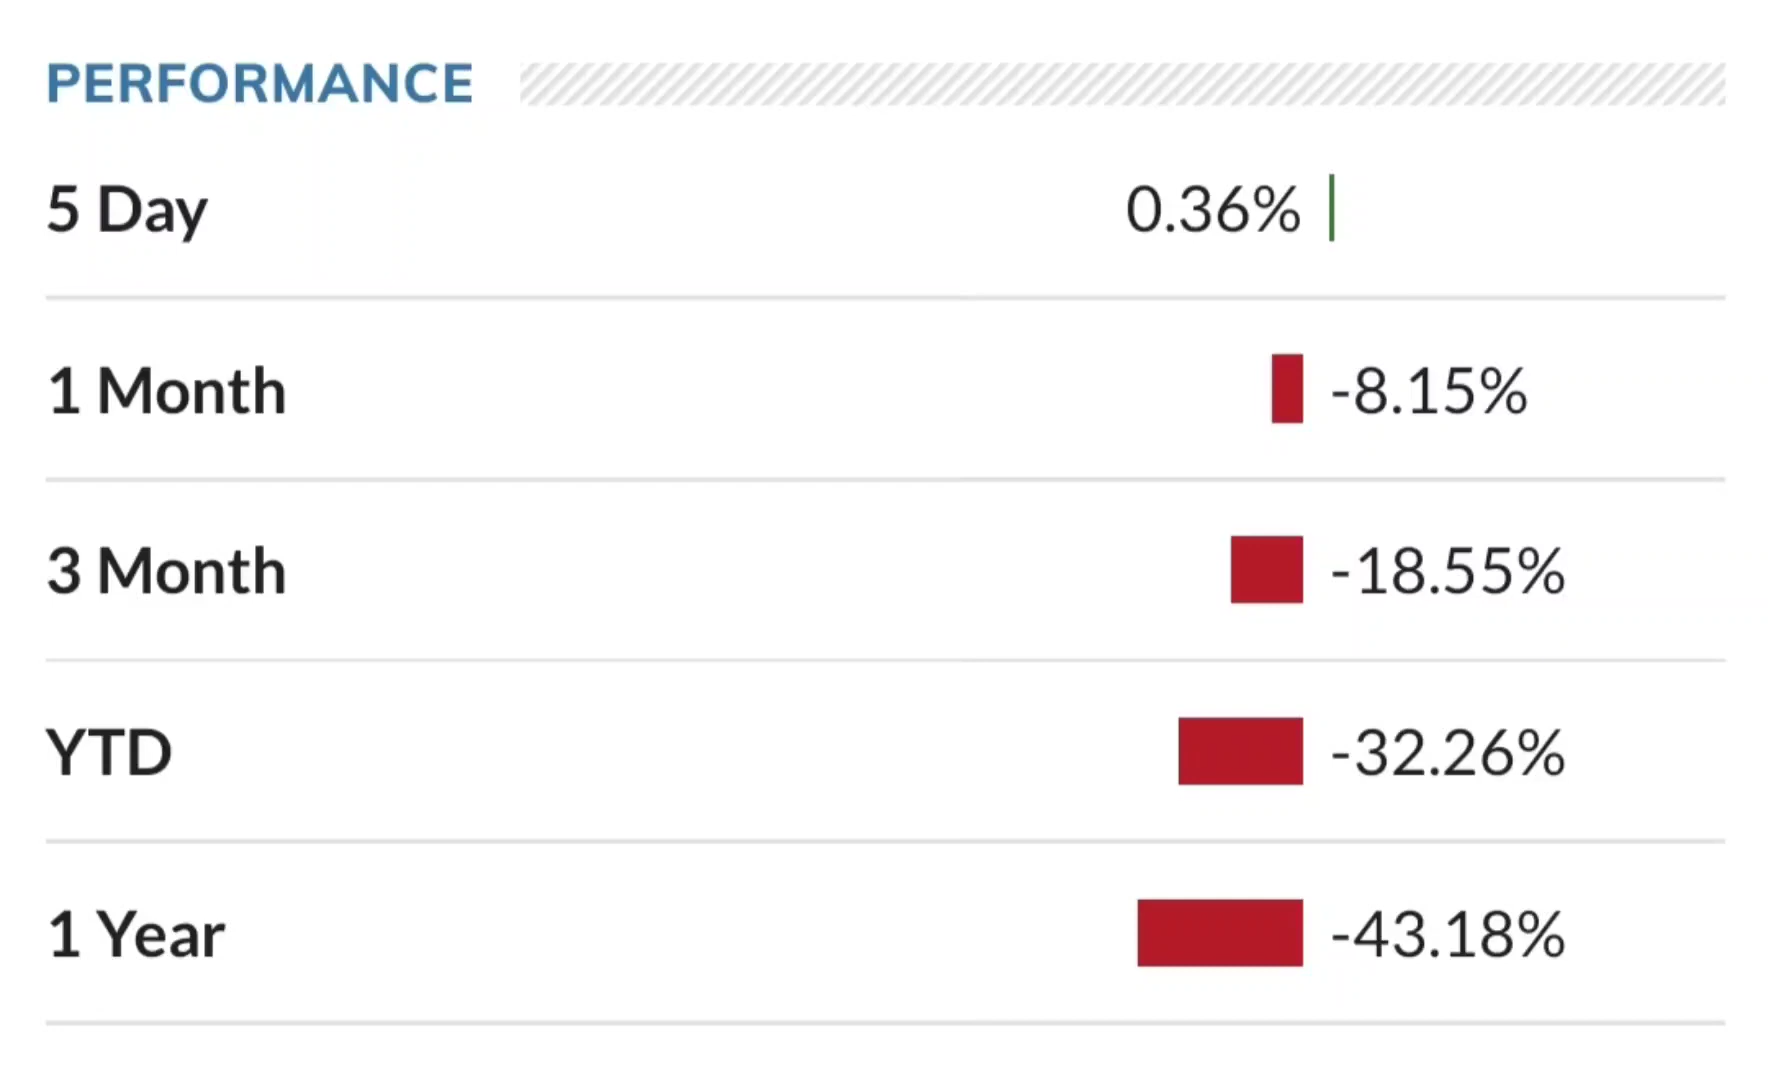 PERFORMANCE
5 Day 0.36%
1 Month -8.15%
3 Month -18.55%
YTD -32.26%
1 Year -43.18%